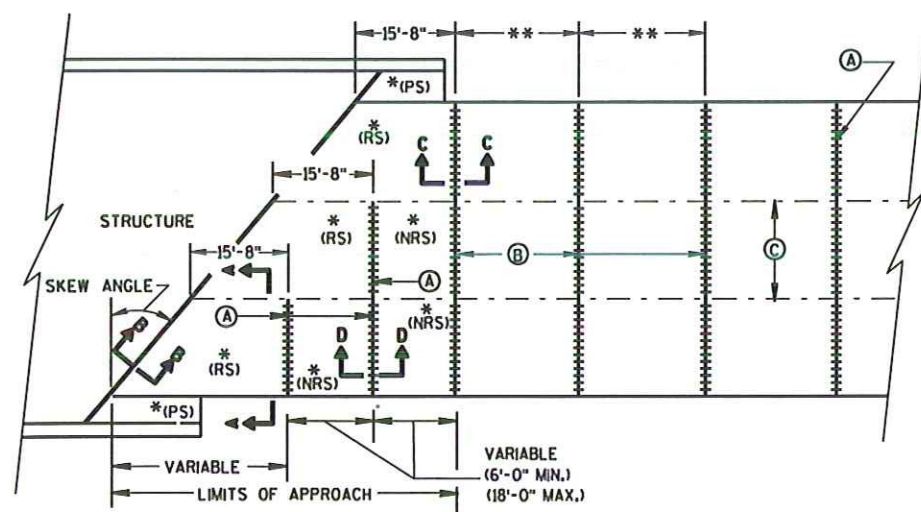 15'-8" ** **
*(PS)
Ⓐ
*
(RS)
C C
15'-8"
STRUCTURE
*
(RS)
*
(NRS)
15'-8"
Ⓑ
Ⓒ
SKEW ANGLE
A
Ⓐ
Ⓐ
*
(NRS)
B
B
*
(RS)
D D
*
(NRS)
*(PS)
A
VARIABLE
VARIABLE
(6'-0" MIN.)
(18'-0" MAX.)
LIMITS OF APPROACH